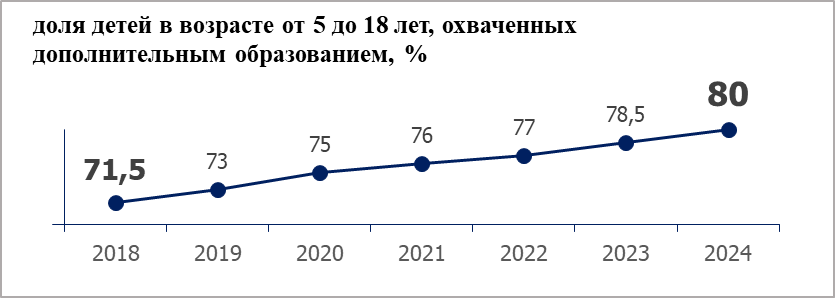 доля детей в возрасте от 5 до 18 лет, охваченных
дополнительным образованием, %
71,5 73 75 76 77 78,5 80
2018 2019 2020 2021 2022 2023 2024